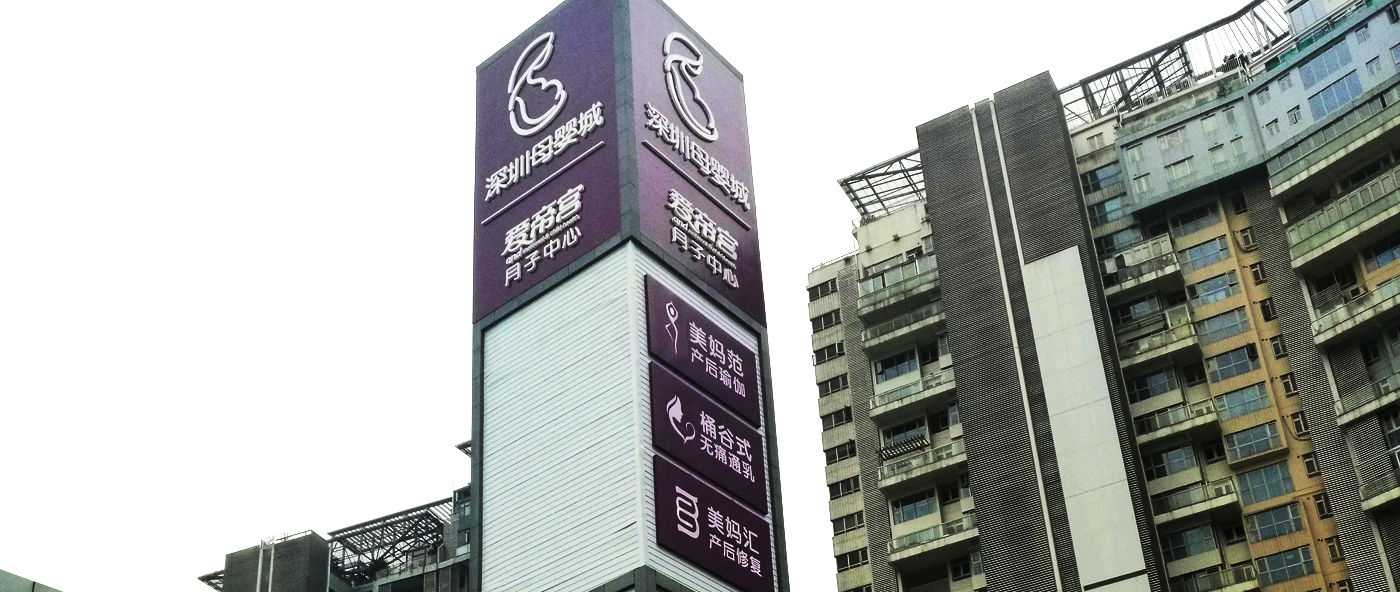 深圳母婴城
爱帝宫
月子中心
深圳母婴城
爱帝宫
月子中心
美妈范
产后瑜伽
桶谷式
无痛通乳
美妈汇
产后修复